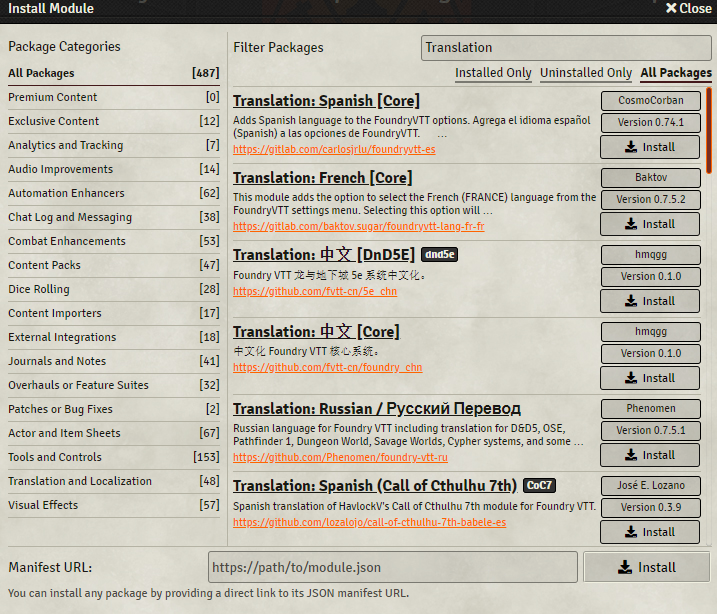 Install Module
Close
Package Categories
All Packages [487]
Premium Content [0]
Exclusive Content [12]
Analytics and Tracking [7]
Audio Improvements [14]
Automation Enhancers [62]
Chat Log and Messaging [38]
Combat Enhancements [53]
Content Packs [47]
Dice Rolling [28]
Content Importers [17]
External Integrations [18]
Journals and Notes [41]
Overhauls or Feature Suites [32]
Patches or Bug Fixes [2]
Actor and Item Sheets [67]
Tools and Controls [153]
Translation and Localization [48]
Visual Effects [57]
Filter Packages
Translation
Installed Only Uninstalled Only All Packages
Translation: Spanish [Core]
CosmoCorban
Adds Spanish language to the FoundryVTT options. Agrega el idioma español
(Spanish) a las opciones de FoundryVTT. ...
Version 0.74.1
https://gitlab.com/carlosjrlu/foundryvtt-es
Install
Translation: French [Core]
Baktov
This module adds the option to select the French (FRANCE) language from the
FoundryVTT settings menu. Selecting this option will ...
Version 0.7.5.2
https://gitlab.com/baktov.sugar/foundryvtt-lang-fr-fr
Install
Translation: 中文 [DnD5E] dnd5e
hmqgg
Foundry VTT 龙与地下城 5e 系统中文化。
Version 0.1.0
https://github.com/fvtt-cn/5e_chn
Install
Translation: 中文 [Core]
hmqgg
中文化 Foundry VTT 核心系统。
Version 0.1.0
https://github.com/fvtt-cn/foundry_chn
Install
Translation: Russian / Русский Перевод
Phenomen
Russian language for Foundry VTT including translation for D&D5, OSE,
Pathfinder 1, Dungeon World, Savage Worlds, Cypher systems, and some ...
Version 0.7.5.1
https://github.com/Phenomen/foundry-vtt-ru
Install
Translation: Spanish (Call of Cthulhu 7th) CoC7
José E. Lozano
Spanish translation of HavlockV's Call of Cthulhu 7th module for Foundry VTT.
Version 0.3.9
https://github.com/lozalojo/call-of-cthulhu-7th-babele-es
Install
Manifest URL:
https://path/to/module.json
Install
You can install any package by providing a direct link to its JSON manifest URL.